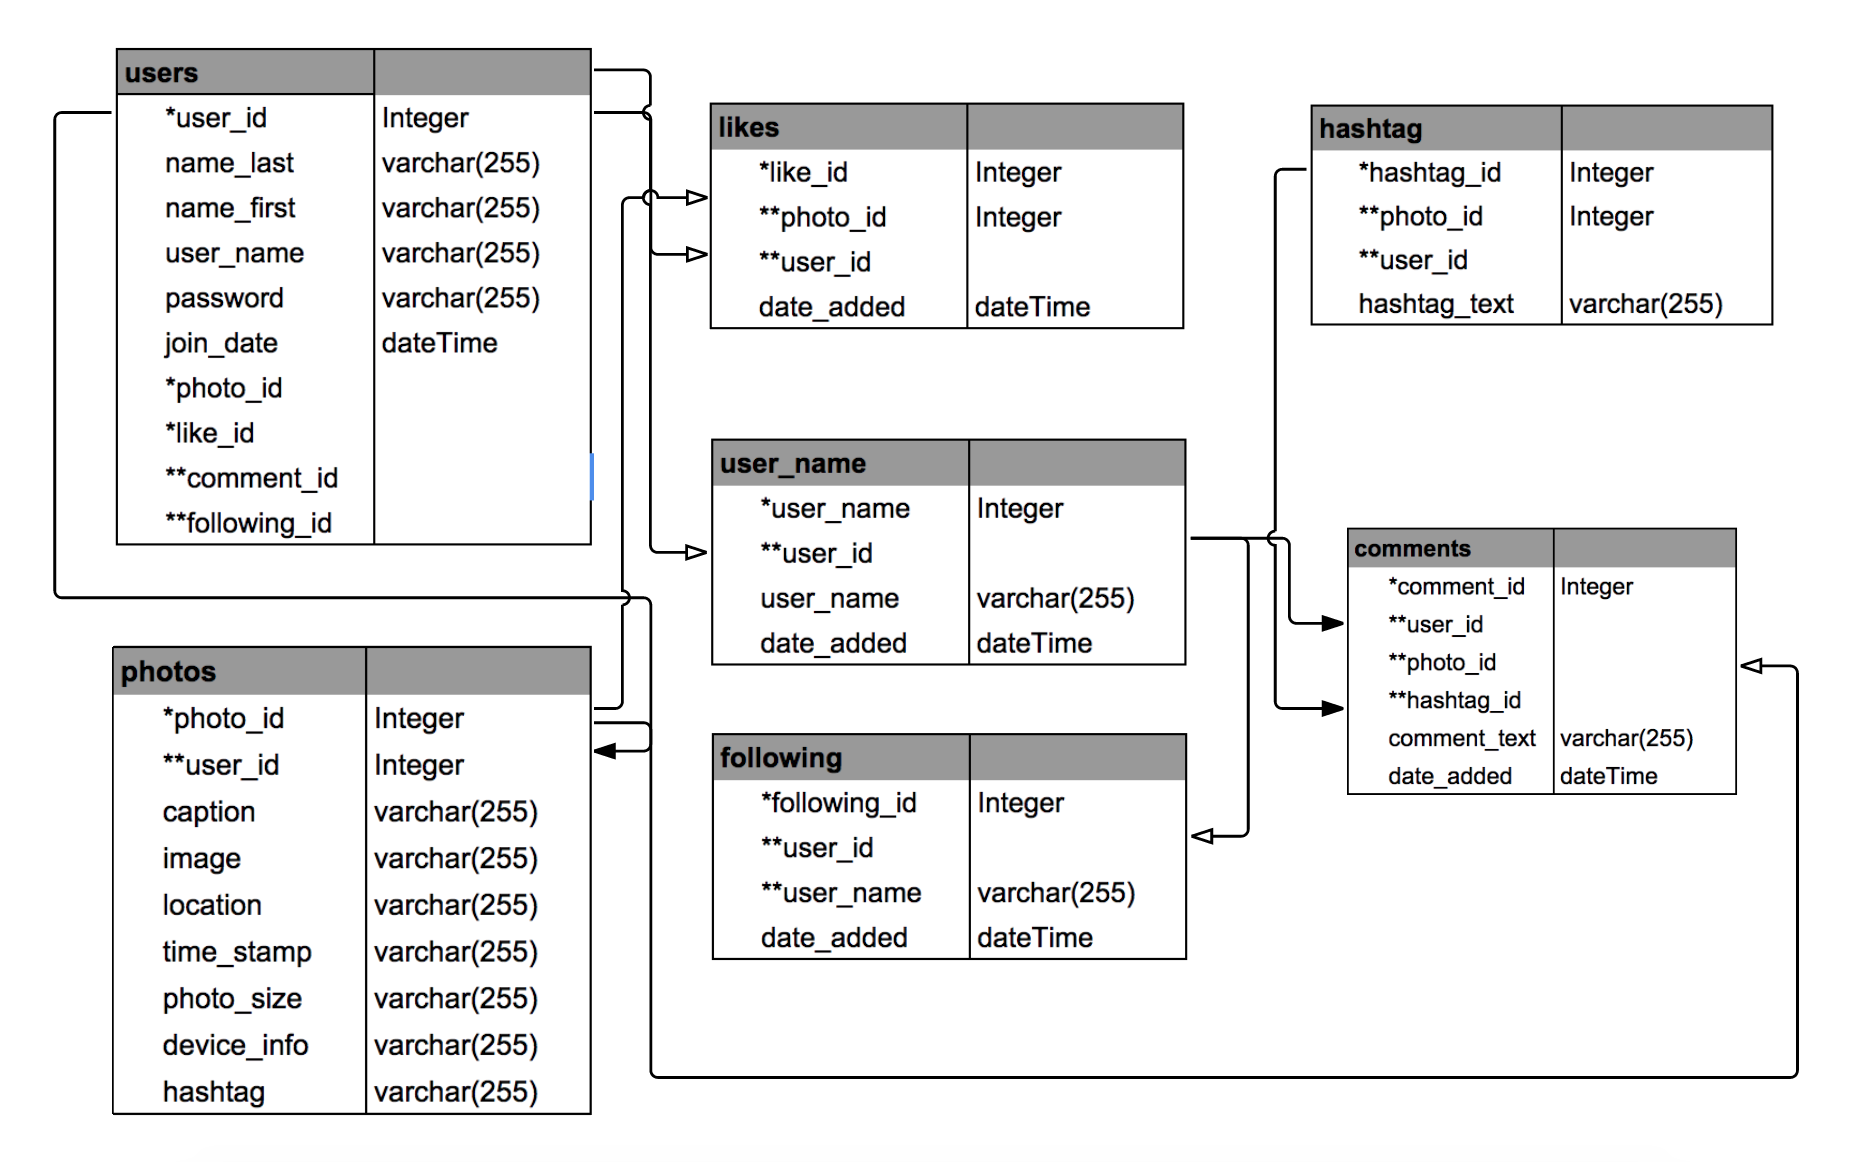 users
*user_id Integer
name_last varchar(255)
name_first varchar(255)
user_name varchar(255)
password varchar(255)
join_date dateTime
*photo_id
*like_id
**comment_id
**following_id
photos
*photo_id Integer
**user_id Integer
caption varchar(255)
image varchar(255)
location varchar(255)
time_stamp varchar(255)
photo_size varchar(255)
device_info varchar(255)
hashtag varchar(255)
likes
*like_id Integer
**photo_id Integer
**user_id
date_added dateTime
user_name
*user_name Integer
**user_id
user_name varchar(255)
date_added dateTime
following
*following_id Integer
**user_id
**user_name varchar(255)
date_added dateTime
hashtag
*hashtag_id Integer
**photo_id Integer
**user_id
hashtag_text varchar(255)
comments
*comment_id Integer
**user_id
**photo_id
**hashtag_id
comment_text varchar(255)
date_added dateTime